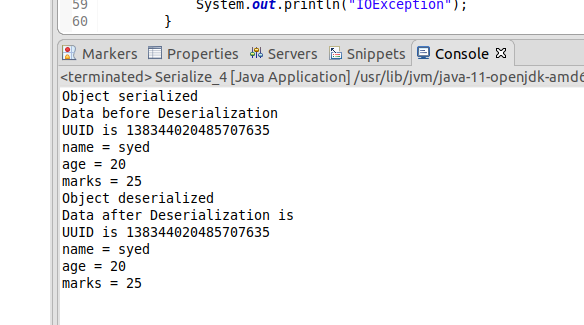 59 System.out.println("IOException");
60 }
Markers Properties Servers Snippets Console
<terminated> Serialize_4 [Java Application] /usr/lib/jvm/java-11-openjdk-amd6
Object serialized
Data before Deserialization
UUID is 138344020485707635
name = syed
age = 20
marks = 25
Object deserialized
Data after Deserialization is
UUID is 138344020485707635
name = syed
age = 20
marks = 25